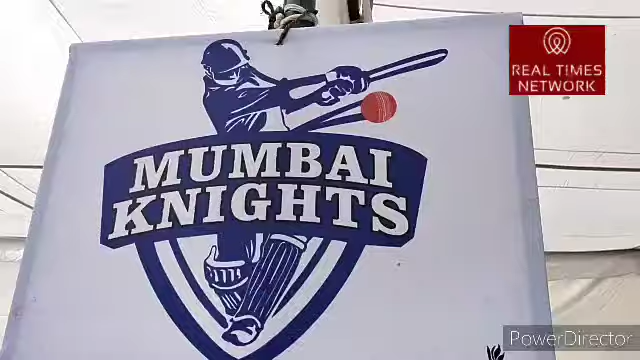 REAL TIMES
NETWORK
MUMBAI
KNIGHTS
PowerDirector